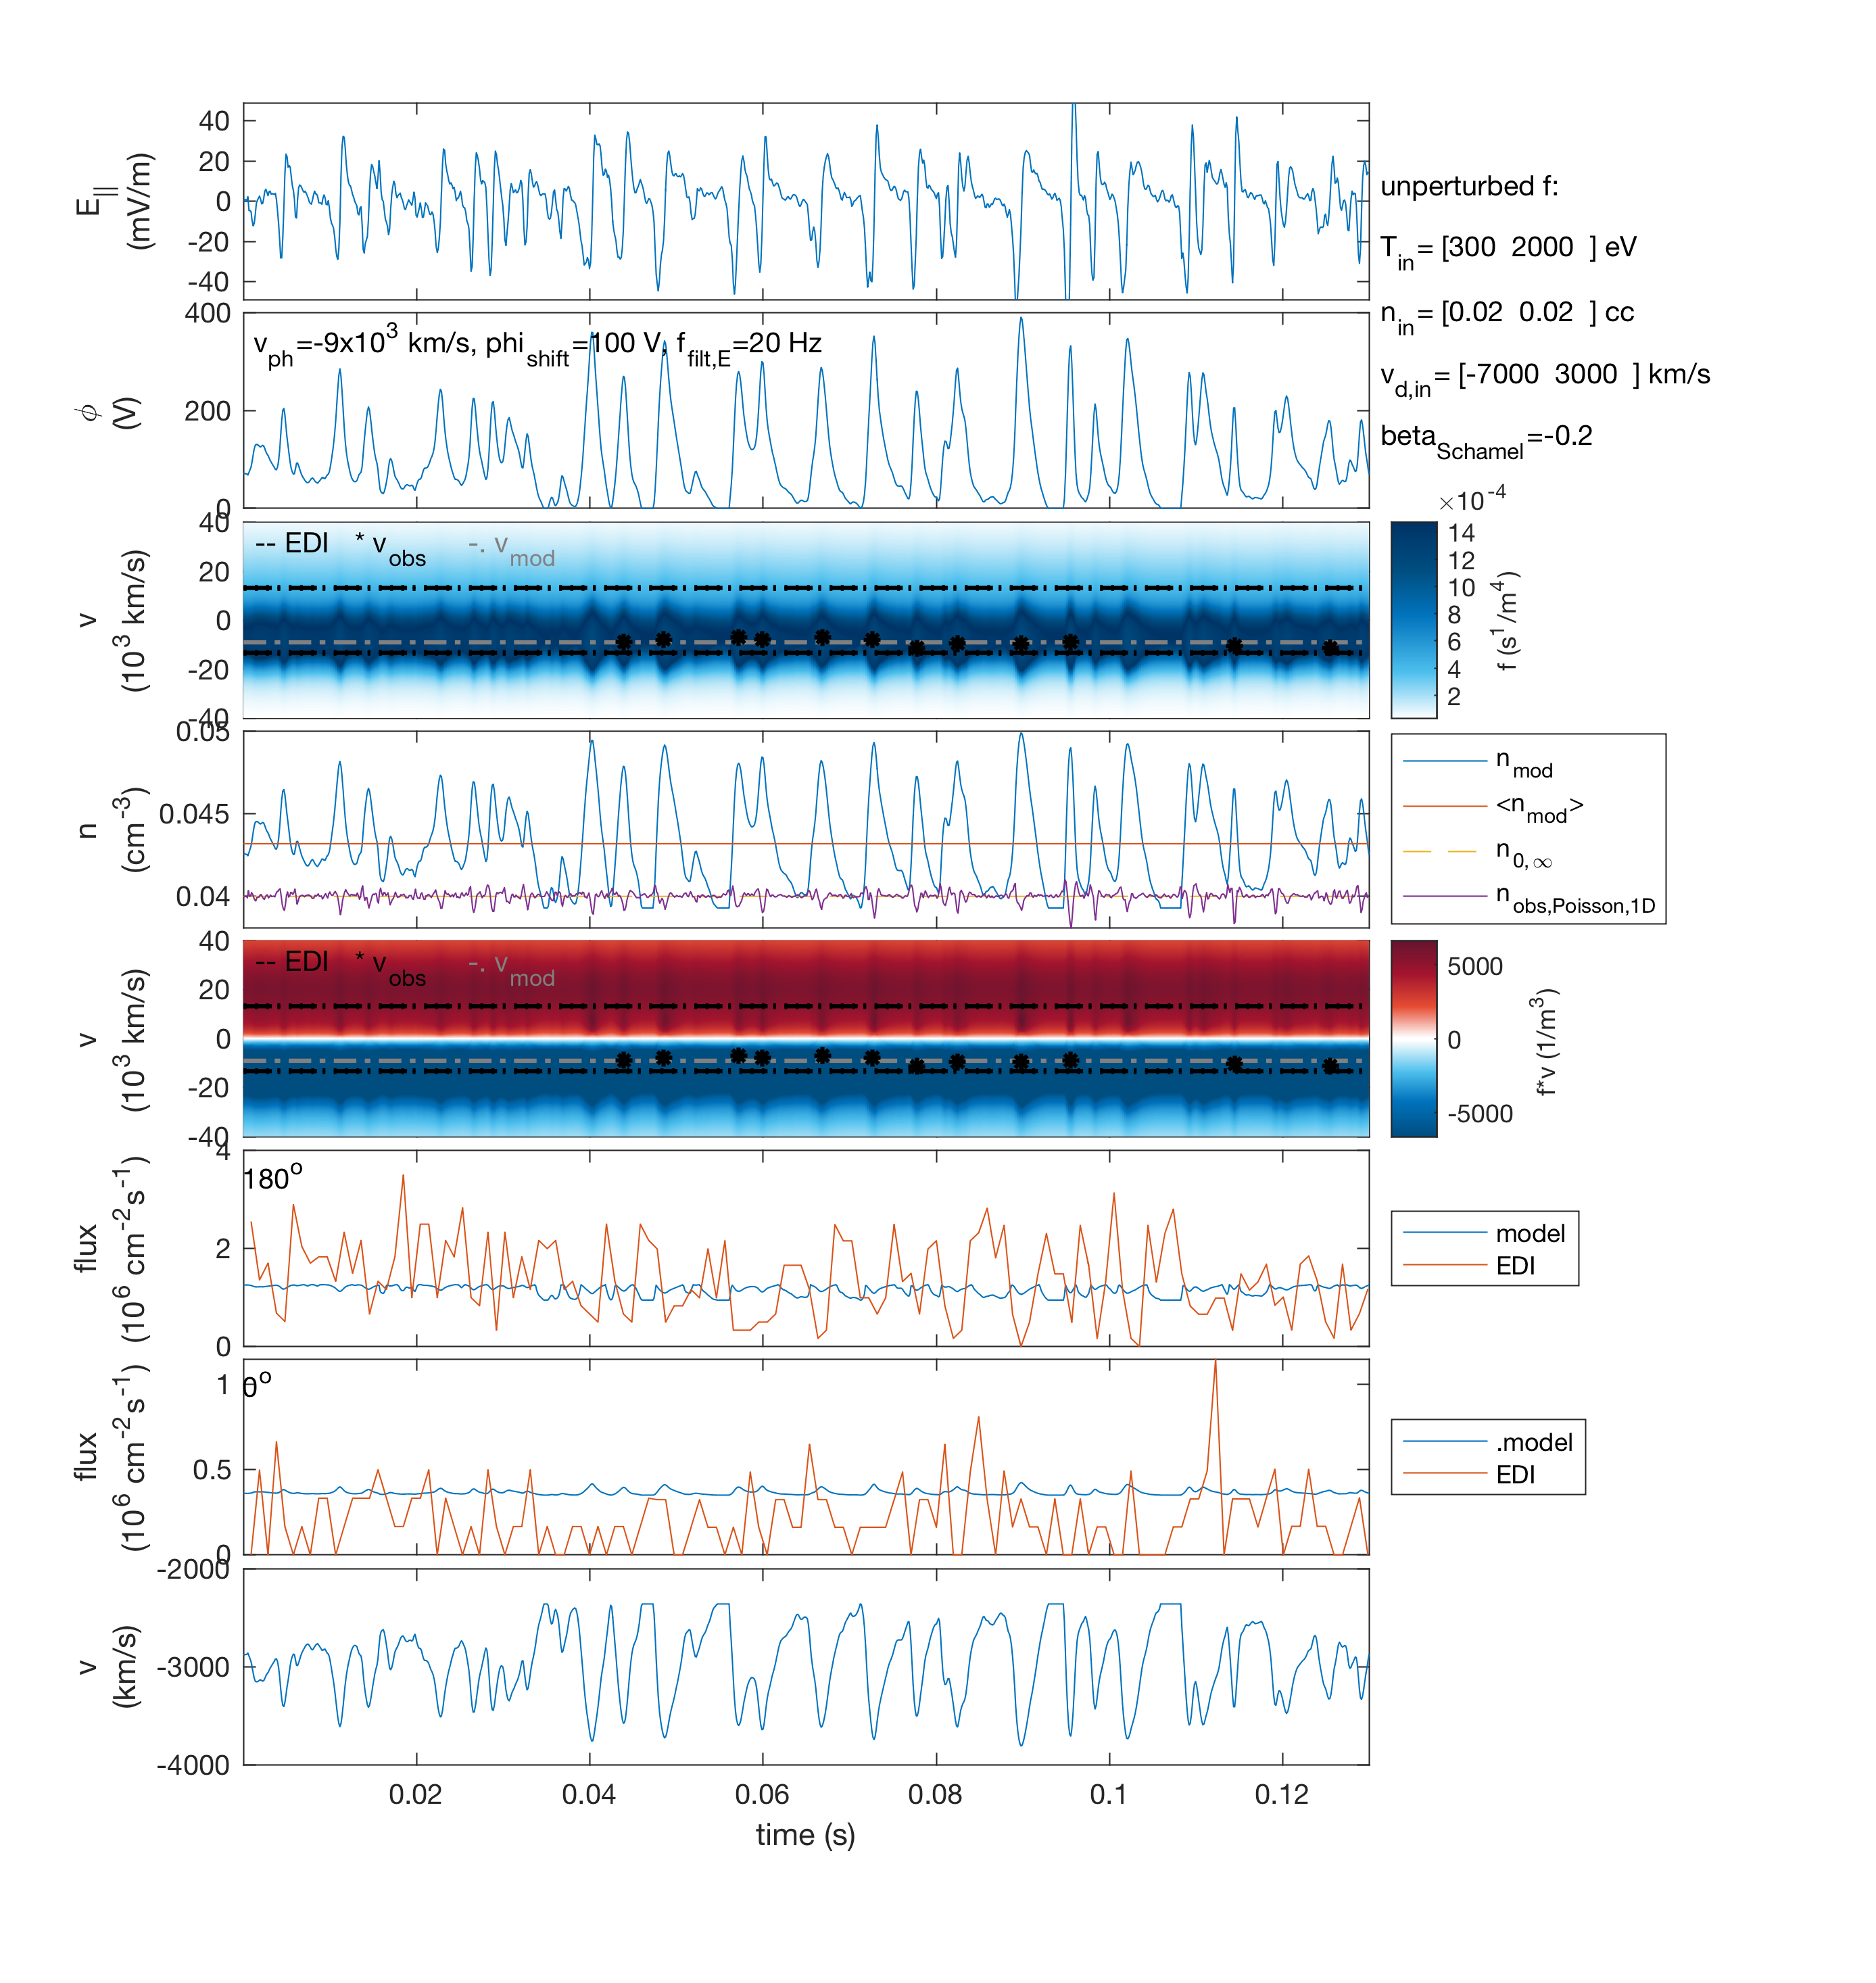 E||
(mV/m)
40
20
0
-20
-40
unperturbed f:
T_in= [300 2000 ] eV
n_in= [0.02 0.02 ] cc
v_d,in= [-7000 3000 ] km/s
beta_Schamel=-0.2
ϕ
(V)
400
200
0
v_ph=-9x10^3 km/s, phi_shift=100 V, f_filt,E=20 Hz
v
(10^3 km/s)
40
20
0
-20
-40
-- EDI * v_obs -. v_mod
×10^-4
14
12
10
8
6
4
2
f (s^1/m^4)
n
(cm^-3)
0.05
0.045
0.04
n_mod
<n_mod>
n_0,∞
n_obs,Poisson,1D
v
(10^3 km/s)
40
20
0
-20
-40
-- EDI * v_obs -. v_mod
5000
0
-5000
f*v (1/m^3)
flux
(10^6 cm^-2 s^-1)
4
2
0
180^o
model
EDI
flux
(10^6 cm^-2 s^-1)
1
0.5
0
0^o
.model
EDI
v
(km/s)
-2000
-3000
-4000
0.02 0.04 0.06 0.08 0.1 0.12
time (s)